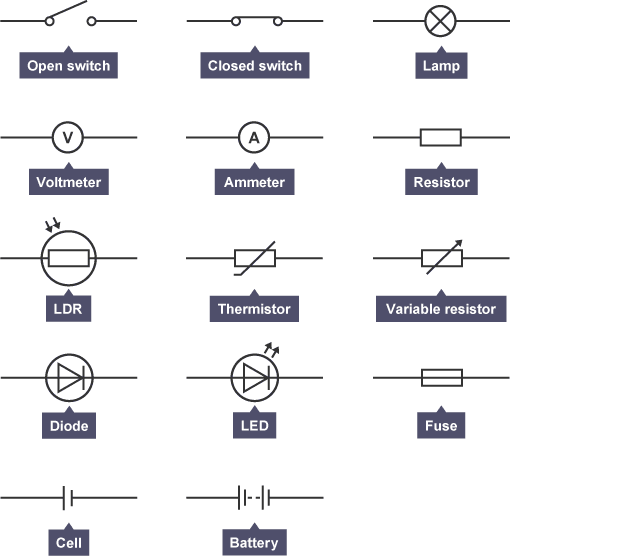 Open switch
Closed switch
Lamp
V
A
Voltmeter
Ammeter
Resistor
LDR
Thermistor
Variable resistor
Diode
LED
Fuse
Cell
Battery